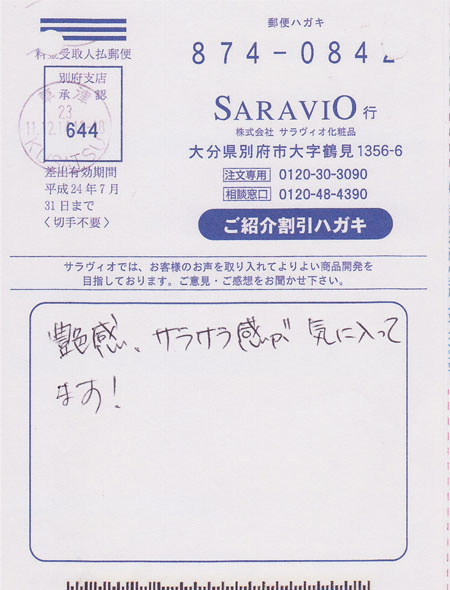 郵便ハガキ
料金受取人払郵便
874-084
別府支店
承認
644
差出有効期間
平成24年7月
31日まで
〈切手不要〉
SARAVIO 行
株式会社 サラヴィオ化粧品
大分県別府市大字鶴見1356-6
注文専用 0120-30-3090
相談窓口 0120-48-4390
ご紹介割引ハガキ
サラヴィオでは、お客様のお声を取り入れてよりよい商品開発を
目指しております。ご意見・ご感想をお聞かせ下さい。
艶感、サラサラ感が気に入って
ます!